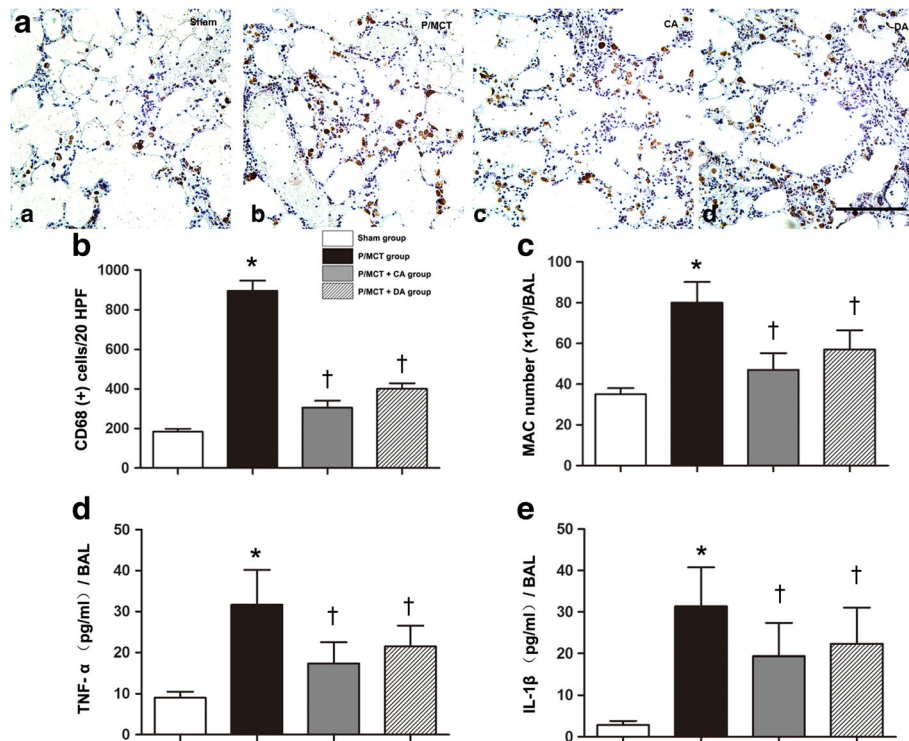 a
Sham
P/MCT
CA
DA
a
b
c
d
b
c
Sham group
P/MCT group
P/MCT + CA group
P/MCT + DA group
CD68 (+) cells/20 HPF
1000
800
600
400
200
0
*
†
†
MAC number (×10⁴)/BAL
100
80
60
40
20
0
*
†
†
d
e
TNF- α （pg/ml）/ BAL
50
40
30
20
10
0
*
†
†
IL-1β （pg/ml）/ BAL
50
40
30
20
10
0
*
†
†